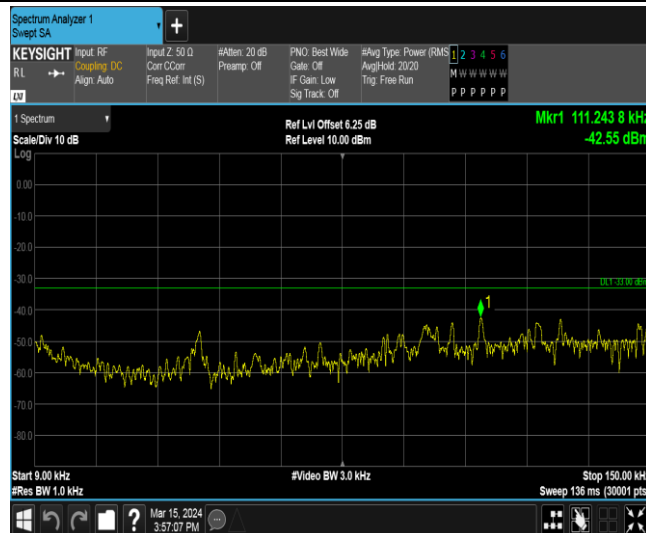 Spectrum Analyzer 1
Swept SA
+
KEYSIGHT
RL
LXI
Input: RF
Coupling: DC
Align: Auto
Input Z: 50 Ω
Corr CCorr
Freq Ref: Int (S)
#Atten: 20 dB
Preamp: Off
PNO: Best Wide
Gate: Off
IF Gain: Low
Sig Track: Off
#Avg Type: Power (RMS
Avg|Hold: 20/20
Trig: Free Run
1 2 3 4 5 6
M W W W W W
P P P P P P
1 Spectrum
Scale/Div 10 dB
Log
Ref Lvl Offset 6.25 dB
Ref Level 10.00 dBm
Mkr1 111.243 8 kHz
-42.55 dBm
0.00
-10.0
-20.0
-30.0
-40.0
-50.0
-60.0
-70.0
-80.0
DL1 -33.00 dBm
1
Start 9.00 kHz
#Res BW 1.0 kHz
#Video BW 3.0 kHz
Stop 150.00 kHz
Sweep 136 ms (30001 pts
?
Mar 15, 2024
3:57:07 PM